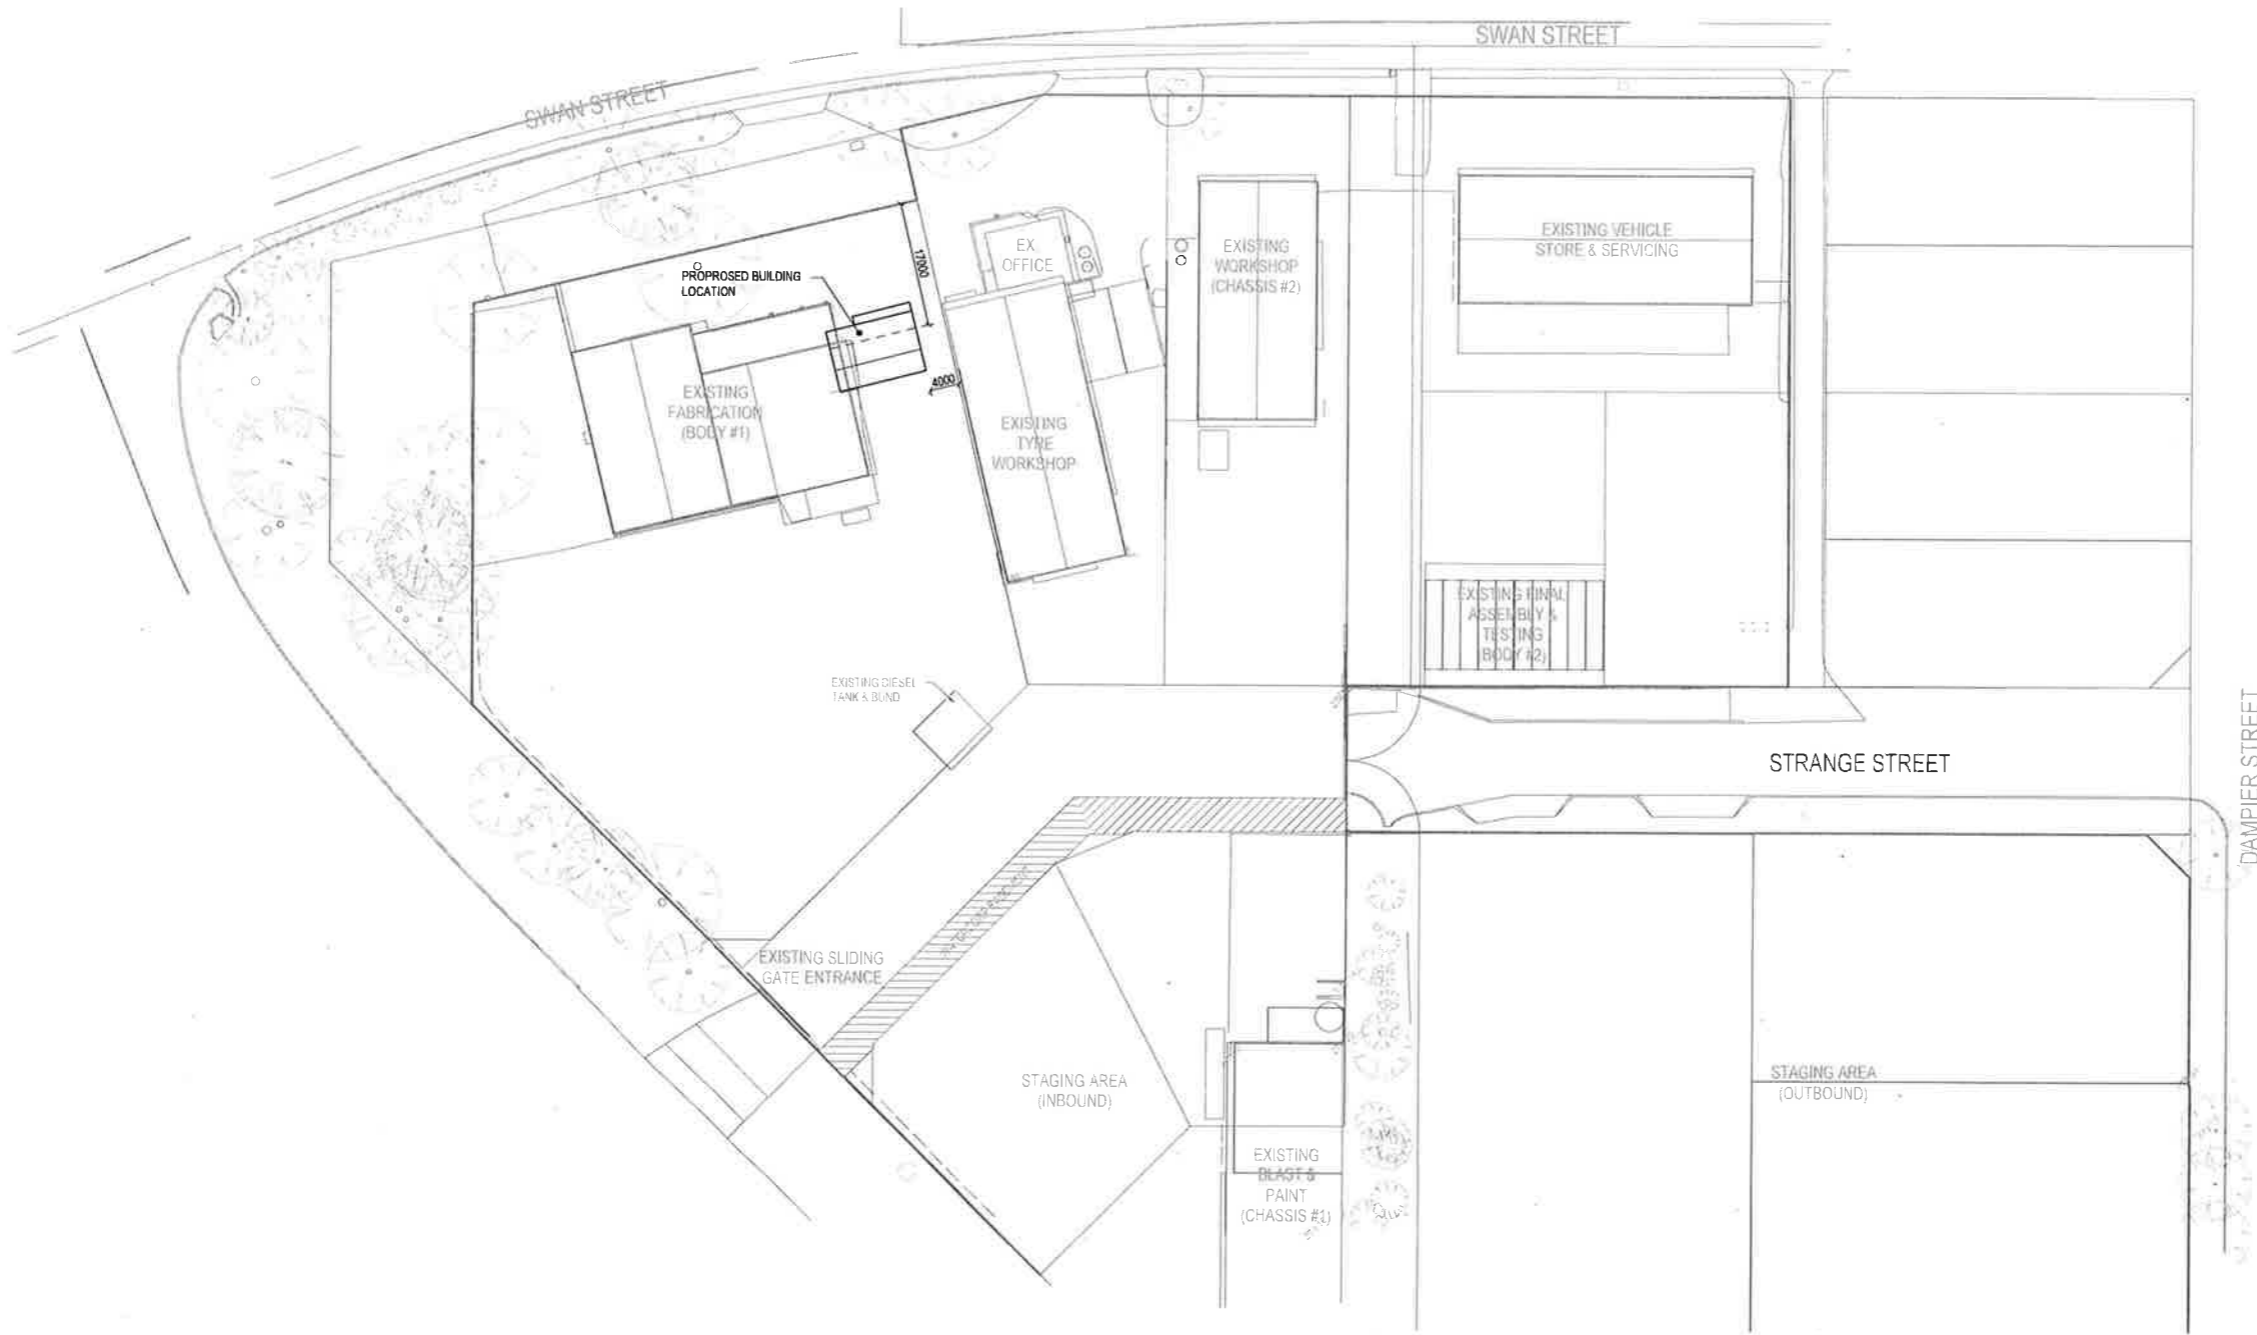 SWAN STREET
SWAN STREET
EX
OFFICE
EXISTING
WORKSHOP
(CHASSIS #2)
EXISTING VEHICLE
STORE & SERVICING
17000
PROPROSED BUILDING
LOCATION
4000
EXISTING
FABRICATION
(BODY #1)
EXISTING
TYRE
WORKSHOP
EXISTING FINAL
ASSEMBLY &
TESTING
(BODY #2)
EXISTING DIESEL
TANK & BUND
STRANGE STREET
DAMPIER STREET
EXISTING SLIDING
GATE ENTRANCE
STAGING AREA
(INBOUND)
STAGING AREA
(OUTBOUND)
EXISTING
BLAST &
PAINT
(CHASSIS #1)